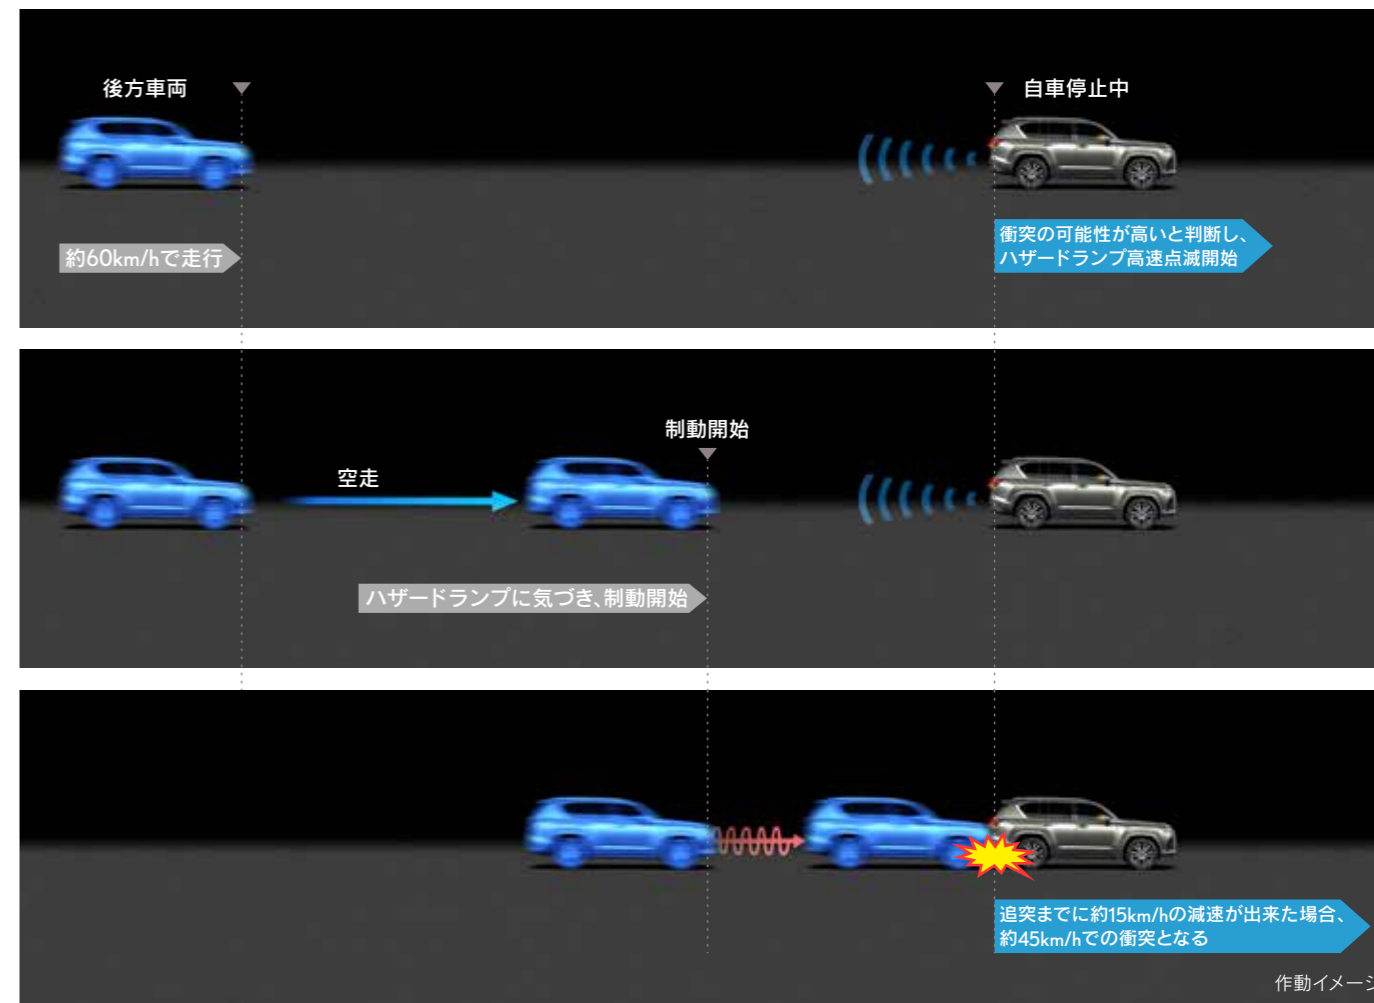 後方車両
自車停止中
約60km/hで走行
衝突の可能性が高いと判断し、
ハザードランプ高速点滅開始
制動開始
空走
ハザードランプに気づき、制動開始
追突までに約15km/hの減速が出来た場合、
約45km/hでの衝突となる
作動イメージ